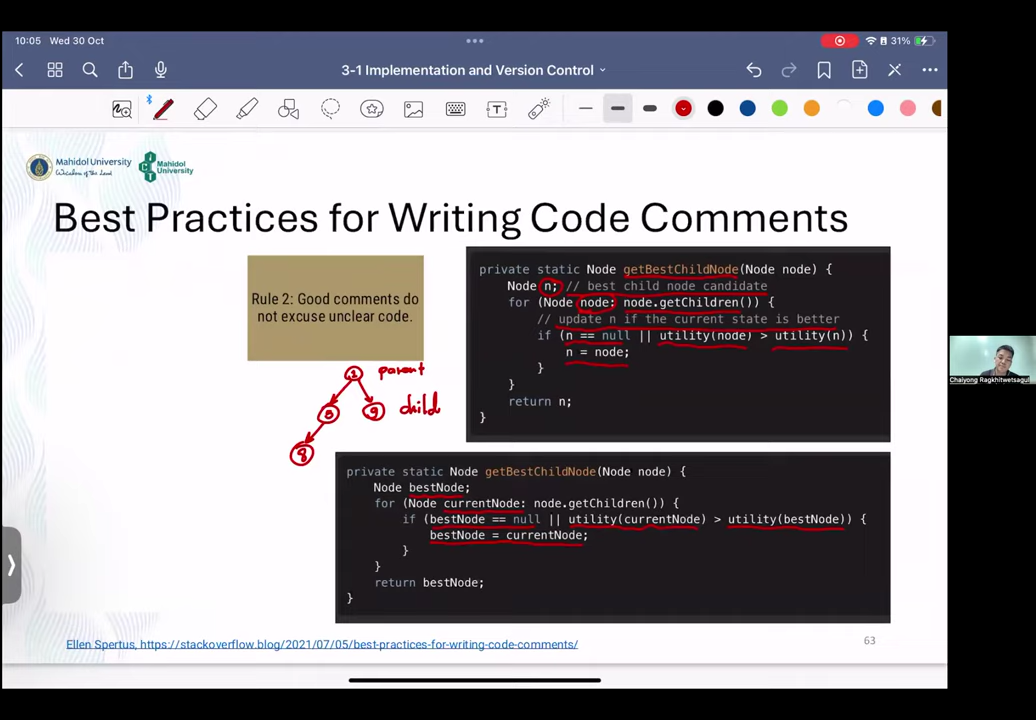 10:05 Wed 30 Oct
31%
3-1 Implementation and Version Control
T
Mahidol University
Wisdom of the Land
Mahidol
University
Best Practices for Writing Code Comments
Rule 2: Good comments do
not excuse unclear code.
private static Node getBestChildNode(Node node) {
Node n; // best child node candidate
for (Node node: node.getChildren()) {
// update n if the current state is better
if (n == null || utility(node) > utility(n)) {
n = node;
}
}
return n;
}
parent
child
private static Node getBestChildNode(Node node) {
Node bestNode;
for (Node currentNode: node.getChildren()) {
if (bestNode == null || utility(currentNode) > utility(bestNode)) {
bestNode = currentNode;
}
}
return bestNode;
}
Chaiyong Ragkhitwetsagul
Ellen Spertus, https://stackoverflow.blog/2021/07/05/best-practices-for-writing-code-comments/
63